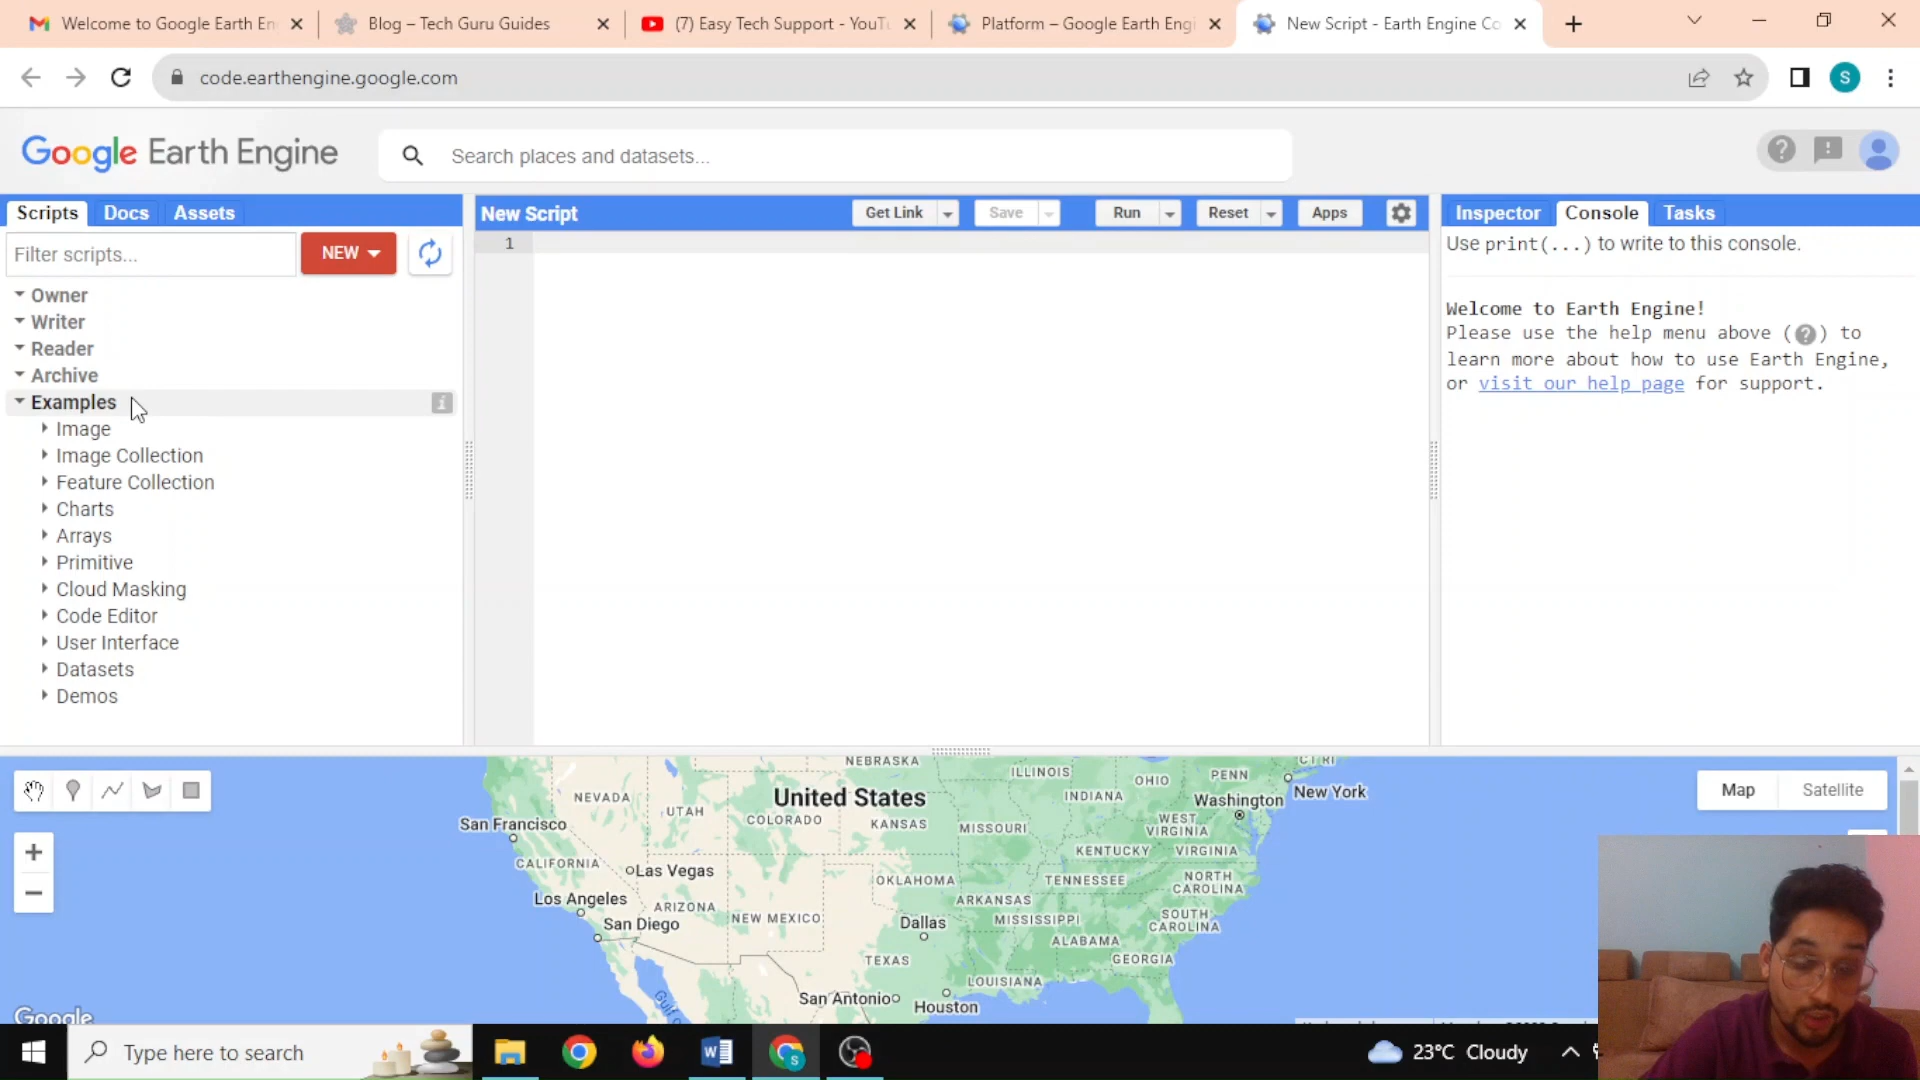 Welcome to Google Earth En
Blog – Tech Guru Guides
(7) Easy Tech Support - YouTu
Platform – Google Earth Engi
New Script - Earth Engine Co
code.earthengine.google.com
S
Google Earth Engine
Search places and datasets...
Scripts
Docs
Assets
Filter scripts...
NEW
Owner
Writer
Reader
Archive
Examples
Image
Image Collection
Feature Collection
Charts
Arrays
Primitive
Cloud Masking
Code Editor
User Interface
Datasets
Demos
New Script
Get Link
Save
Run
Reset
Apps
1
Inspector
Console
Tasks
Use print(...) to write to this console.
Welcome to Earth Engine!
Please use the help menu above (?) to
learn more about how to use Earth Engine,
or visit our help page for support.
Map
Satellite
NEBRASKA
ILLINOIS
OHIO
PENN
NEVADA
United States
INDIANA
Washington
New York
UTAH
COLORADO
KANSAS
MISSOURI
WEST
VIRGINIA
San Francisco
CALIFORNIA
Las Vegas
KENTUCKY
VIRGINIA
OKLAHOMA
TENNESSEE
NORTH
CAROLINA
Los Angeles
ARIZONA
NEW MEXICO
ARKANSAS
San Diego
Dallas
MISSISSIPPI
SOUTH
CAROLINA
ALABAMA
TEXAS
GEORGIA
LOUISIANA
San Antonio
Houston
Gulf o
Google
Type here to search
23°C Cloudy